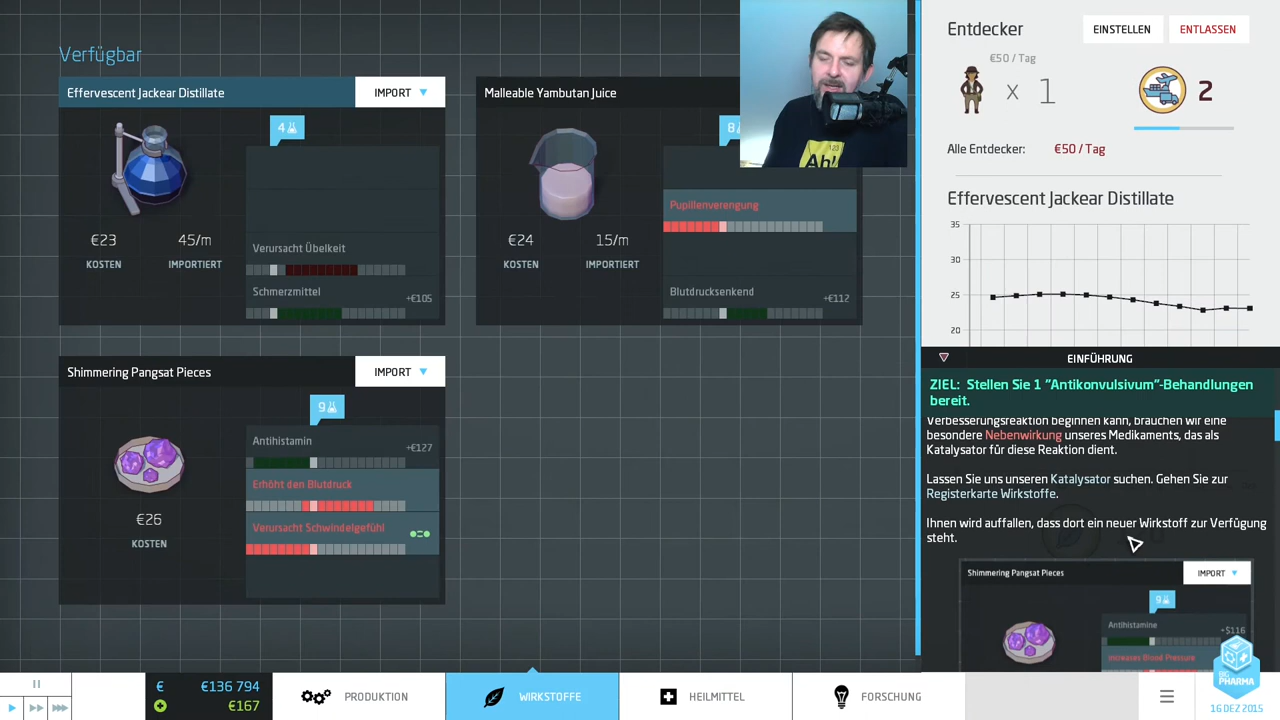 Verfügbar
Effervescent Jackear Distillate
IMPORT
4
€23
KOSTEN
45/m
IMPORTIERT
Verursacht Übelkeit
Schmerzmittel
+€105
Malleable Yambutan Juice
8
€24
KOSTEN
15/m
IMPORTIERT
Pupillenverengung
Blutdrucksenkend
+€112
Shimmering Pangsat Pieces
IMPORT
9
€26
KOSTEN
Antihistamin
+€127
Erhöht den Blutdruck
Verursacht Schwindelgefühl
123
Ah!
Entdecker
EINSTELLEN
ENTLASSEN
€50 / Tag
x 1
2
Alle Entdecker:
€50 / Tag
Effervescent Jackear Distillate
35
30
25
20
EINFÜHRUNG
ZIEL: Stellen Sie 1 "Antikonvulsivum"-Behandlungen
bereit.
Verbesserungsreaktion beginnen kann, brauchen wir eine
besondere Nebenwirkung unseres Medikaments, das als
Katalysator für diese Reaktion dient.
Lassen Sie uns unseren Katalysator suchen. Gehen Sie zur
Registerkarte Wirkstoffe.
Ihnen wird auffallen, dass dort ein neuer Wirkstoff zur Verfügung
steht.
Shimmering Pangsat Pieces
IMPORT
9
Antihistamine
+$116
Increases Blood Pressure
€
€136 794
€167
PRODUKTION
WIRKSTOFFE
HEILMITTEL
FORSCHUNG
BIG
PHARMA
16 DEZ 2015